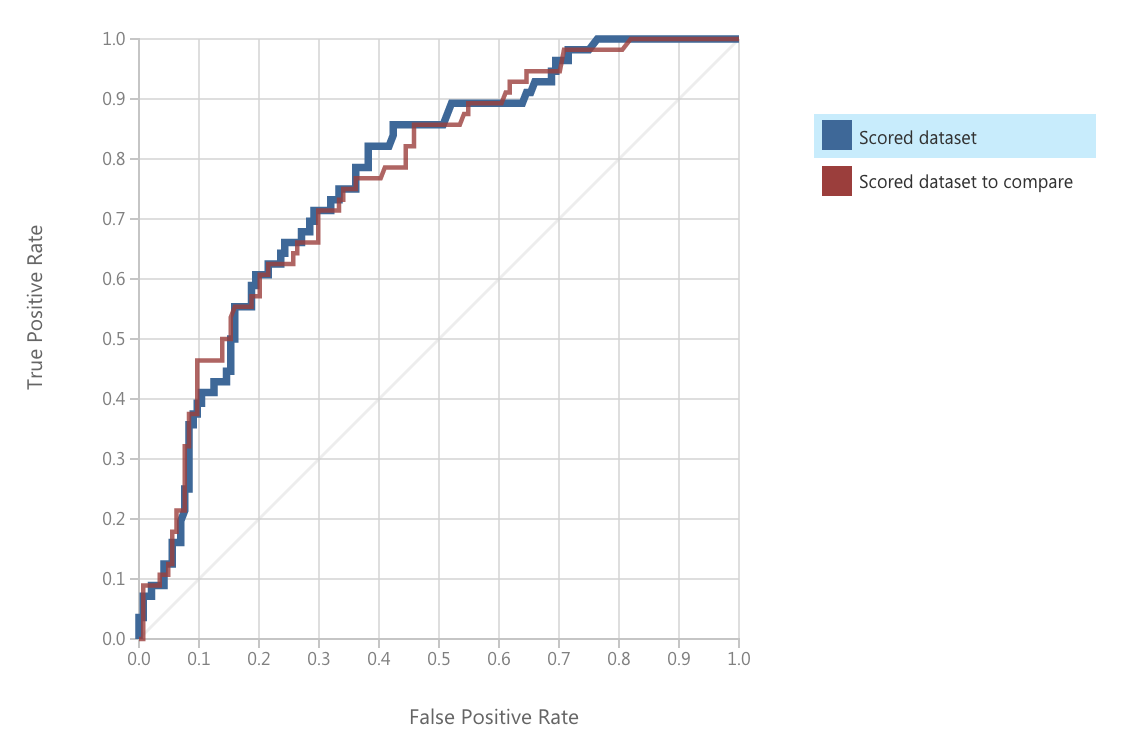 1.0
0.9
0.8
0.7
0.6
0.5
0.4
0.3
0.2
0.1
0.0
True Positive Rate
0.0 0.1 0.2 0.3 0.4 0.5 0.6 0.7 0.8 0.9 1.0
False Positive Rate
Scored dataset
Scored dataset to compare